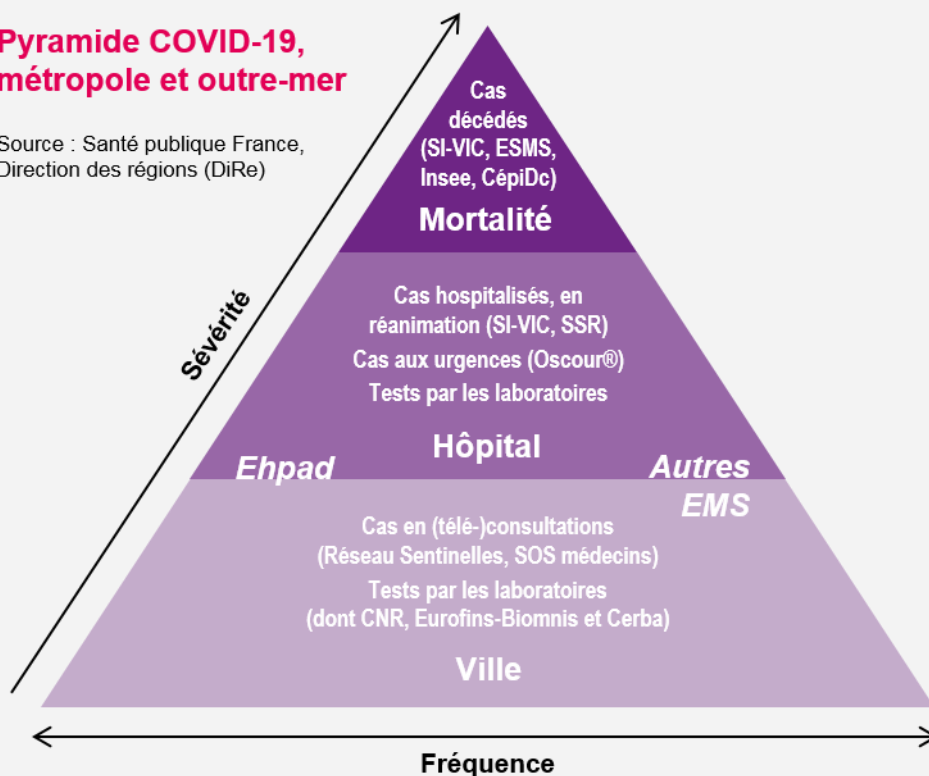 Pyramide COVID-19,
métropole et outre-mer
Source : Santé publique France,
Direction des régions (DiRe)
Sévérité
Cas
décédés
(SI-VIC, ESMS,
Insee, CépiDc)
Mortalité
Cas hospitalisés, en
réanimation (SI-VIC, SSR)
Cas aux urgences (Oscour®)
Tests par les laboratoires
Hôpital
Ehpad
Autres
EMS
Cas en (télé-)consultations
(Réseau Sentinelles, SOS médecins)
Tests par les laboratoires
(dont CNR, Eurofins-Biomnis et Cerba)
Ville
Fréquence